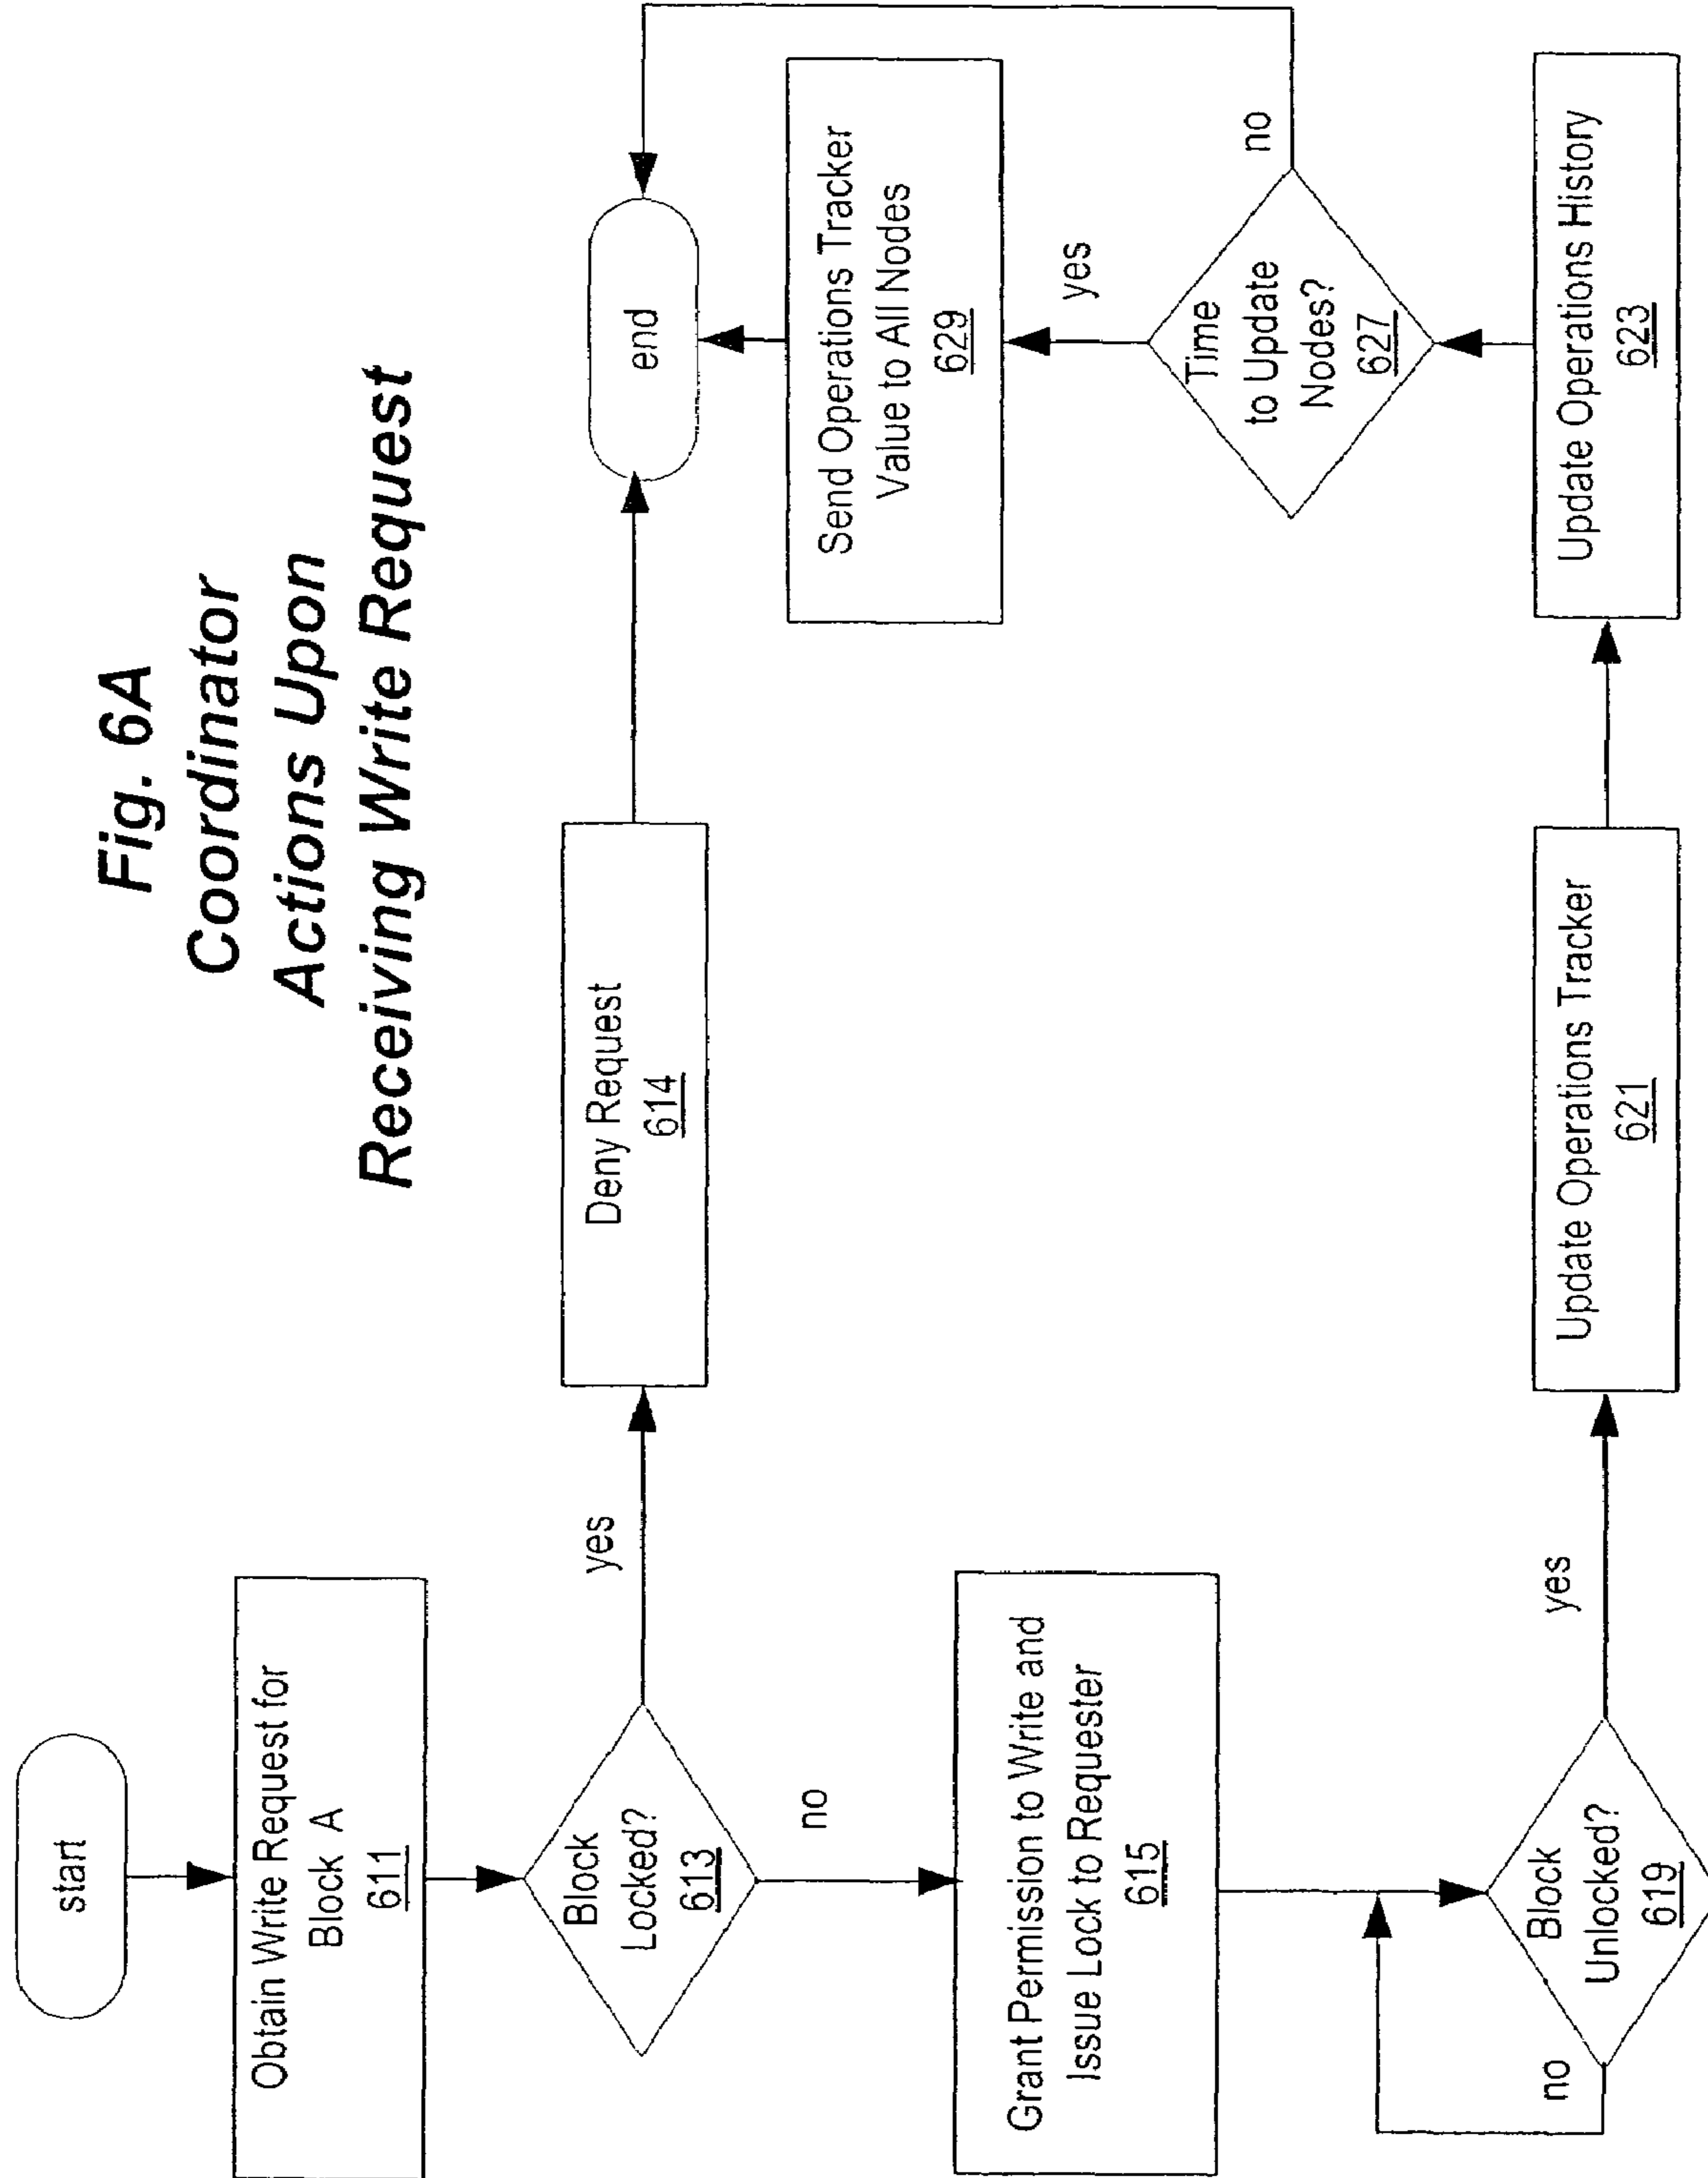 Fig. 6A
Coordinator
Actions Upon
Receiving Write Request
start
Obtain Write Request for
Block A
611
Block
Locked?
613
yes
no
Deny Request
614
end
Grant Permission to Write and
Issue Lock to Requester
615
Block
Unlocked?
619
no
yes
Update Operations Tracker
621
Update Operations History
623
Time
to Update
Nodes?
627
yes
no
Send Operations Tracker
Value to All Nodes
629